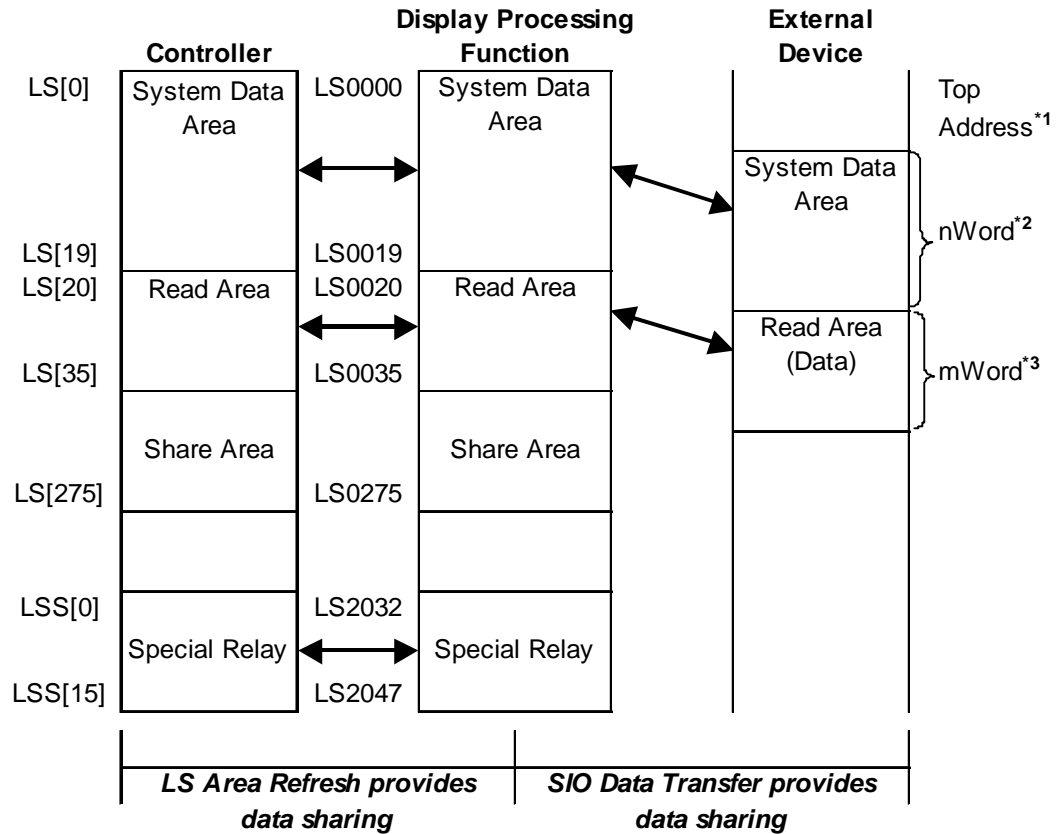 Controller
Display Processing
Function
External
Device
LS[0]
System Data
Area
LS0000
System Data
Area
Top
Address*1
System Data
Area
nWord*2
LS[19]
LS0019
LS[20]
Read Area
LS0020
Read Area
Read Area
(Data)
mWord*3
LS[35]
LS0035
Share Area
Share Area
LS[275]
LS0275
LSS[0]
LS2032
Special Relay
Special Relay
LSS[15]
LS2047
LS Area Refresh provides
data sharing
SIO Data Transfer provides
data sharing